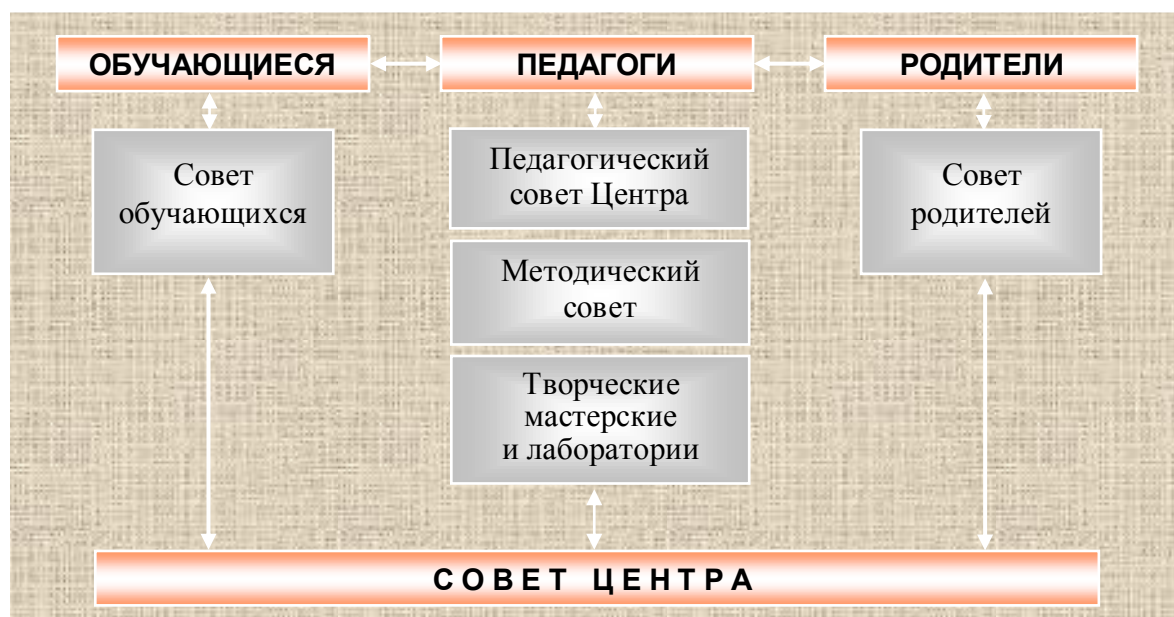 ОБУЧАЮЩИЕСЯ
ПЕДАГОГИ
РОДИТЕЛИ
Совет
обучающихся
Педагогический
совет Центра
Методический
совет
Творческие
мастерские
и лаборатории
Совет
родителей
СОВЕТ ЦЕНТРА